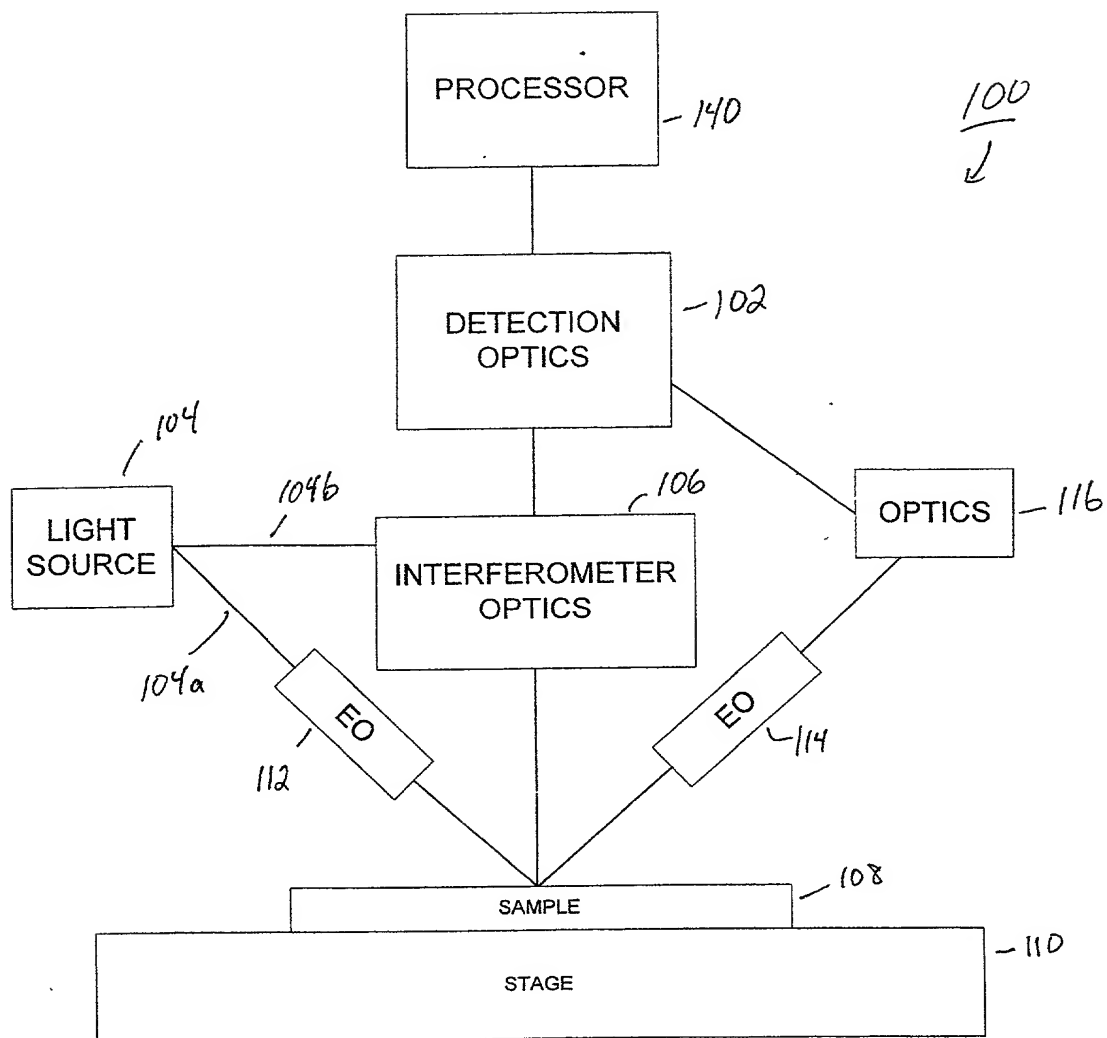 PROCESSOR
140
100
DETECTION
OPTICS
102
104
LIGHT
SOURCE
104b
106
INTERFEROMETER
OPTICS
OPTICS
116
104a
EO
112
EO
114
SAMPLE
108
STAGE
110